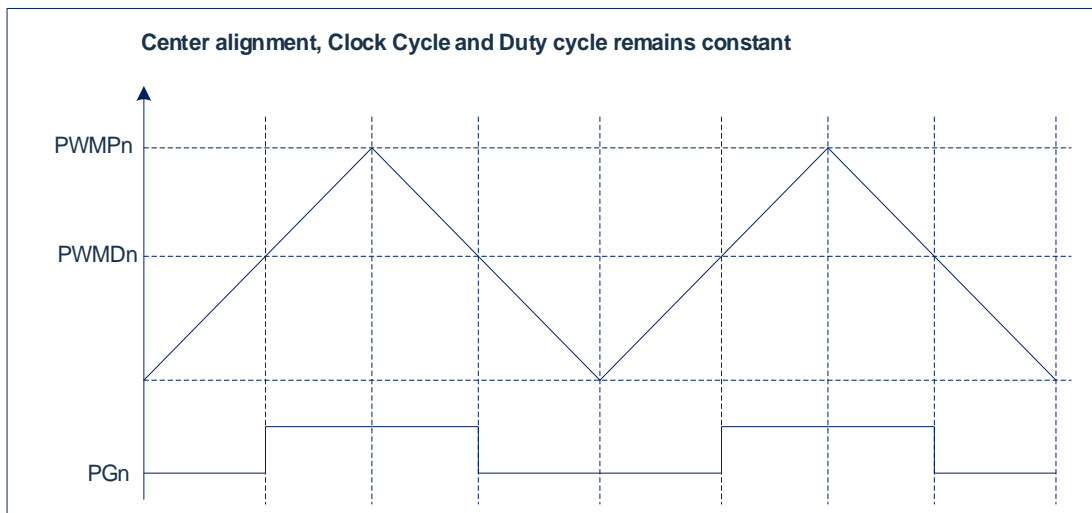 Center alignment, Clock Cycle and Duty cycle remains constant
PWMPn
PWMDn
PGn